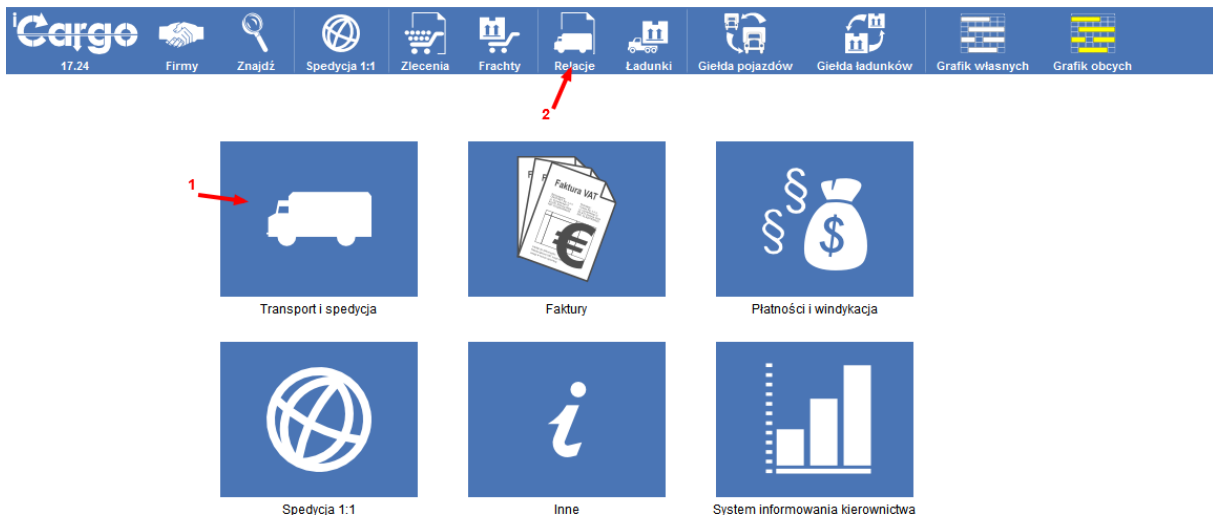 iCargo
17.24
Firmy
Znajdź
Spedycja 1:1
Zlecenia
Frachty
Relacje
Ładunki
Giełda pojazdów
Giełda ładunków
Grafik własnych
Grafik obcych
2
1
Faktura VAT
§
§
§
$
€
Transport i spedycja
Faktury
Płatności i windykacja
i
Spedycja 1:1
Inne
System informowania kierownictwa